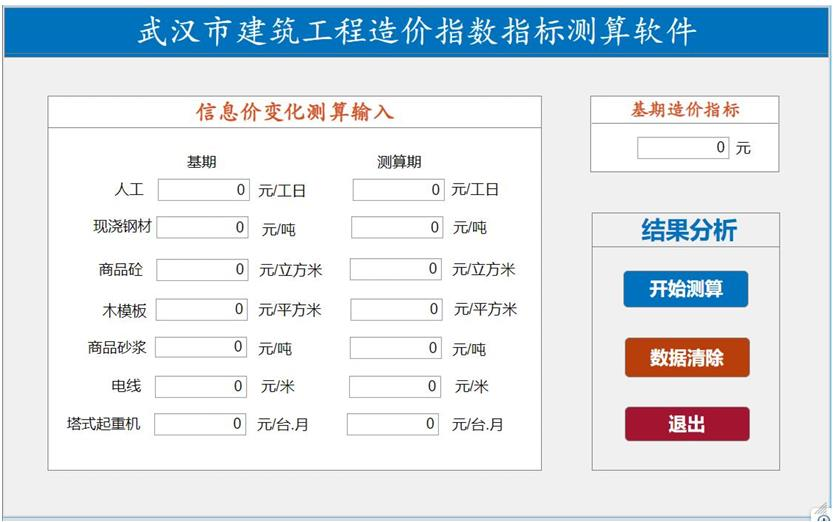 武汉市建筑工程造价指数指标测算软件
信息价变化测算输入
基期 测算期
人工 0 元/工日 0 元/工日
现浇钢材 0 元/吨 0 元/吨
商品砼 0 元/立方米 0 元/立方米
木模板 0 元/平方米 0 元/平方米
商品砂浆 0 元/吨 0 元/吨
电线 0 元/米 0 元/米
塔式起重机 0 元/台.月 0 元/台.月
基期造价指标
0 元
结果分析
开始测算
数据清除
退出